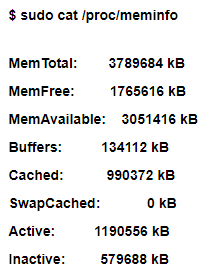 $ sudo cat /proc/meminfo
MemTotal: 3789684 kB
MemFree: 1765616 kB
MemAvailable: 3051416 kB
Buffers: 134112 kB
Cached: 990372 kB
SwapCached: 0 kB
Active: 1190556 kB
Inactive: 579688 kB